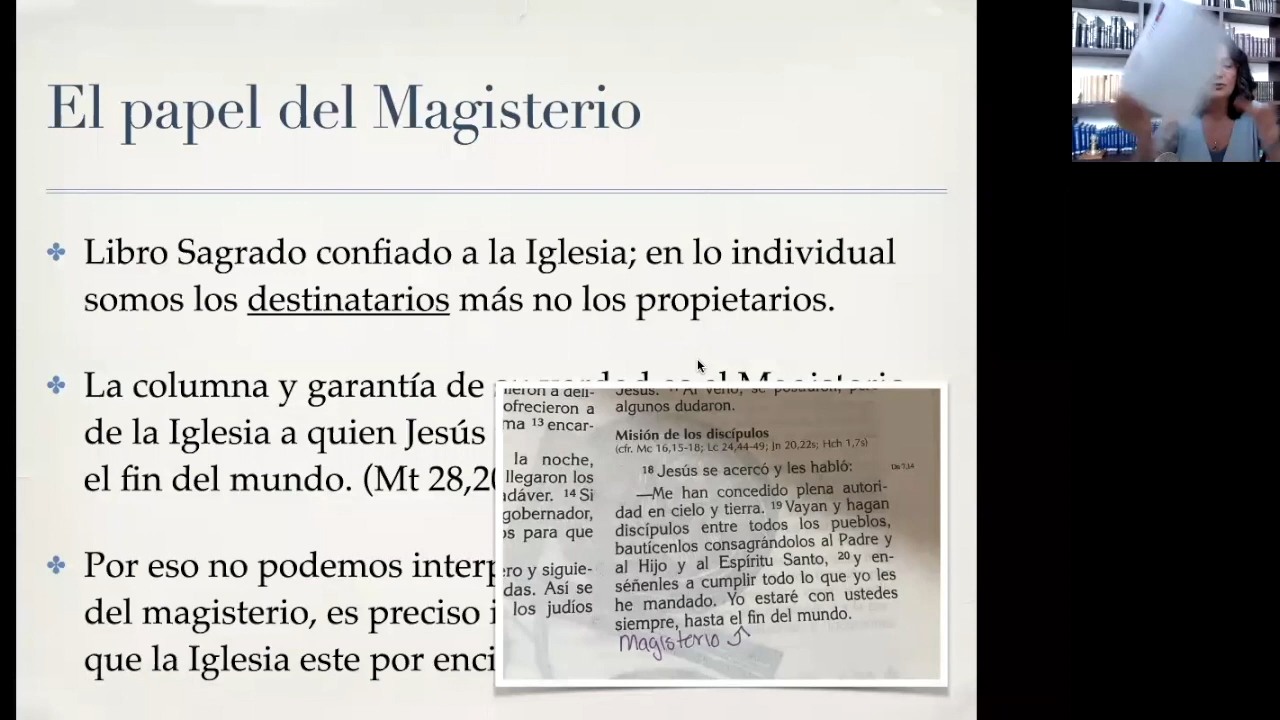 El papel del Magisterio
Libro Sagrado confiado a la Iglesia; en lo individual
somos los destinatarios más no los propietarios.
La columna y garantía de
de la Iglesia a quien Jesús
el fin del mundo. (Mt 28,20
Por eso no podemos interp
del magisterio, es preciso i
que la Iglesia este por enci
ofrecieron a
ma 13 encar-
la noche,
llegaron los
adáver. 14 Si
gobernador,
os para que
ero y siguie-
das. Así se
los judíos
algunos dudaron.
Misión de los discípulos
(cfr. Mc 16,15-18; Lc 24,44-49; Jn 20,22s; Hch 1,7s)
18 Jesús se acercó y les habló:
—Me han concedido plena autori-
dad en cielo y tierra. 19 Vayan y hagan
discípulos entre todos los pueblos,
bautícenlos consagrándolos al Padre y
al Hijo y al Espíritu Santo, 20 y en-
séñenles a cumplir todo lo que yo les
he mandado. Yo estaré con ustedes
siempre, hasta el fin del mundo.
Magisterio